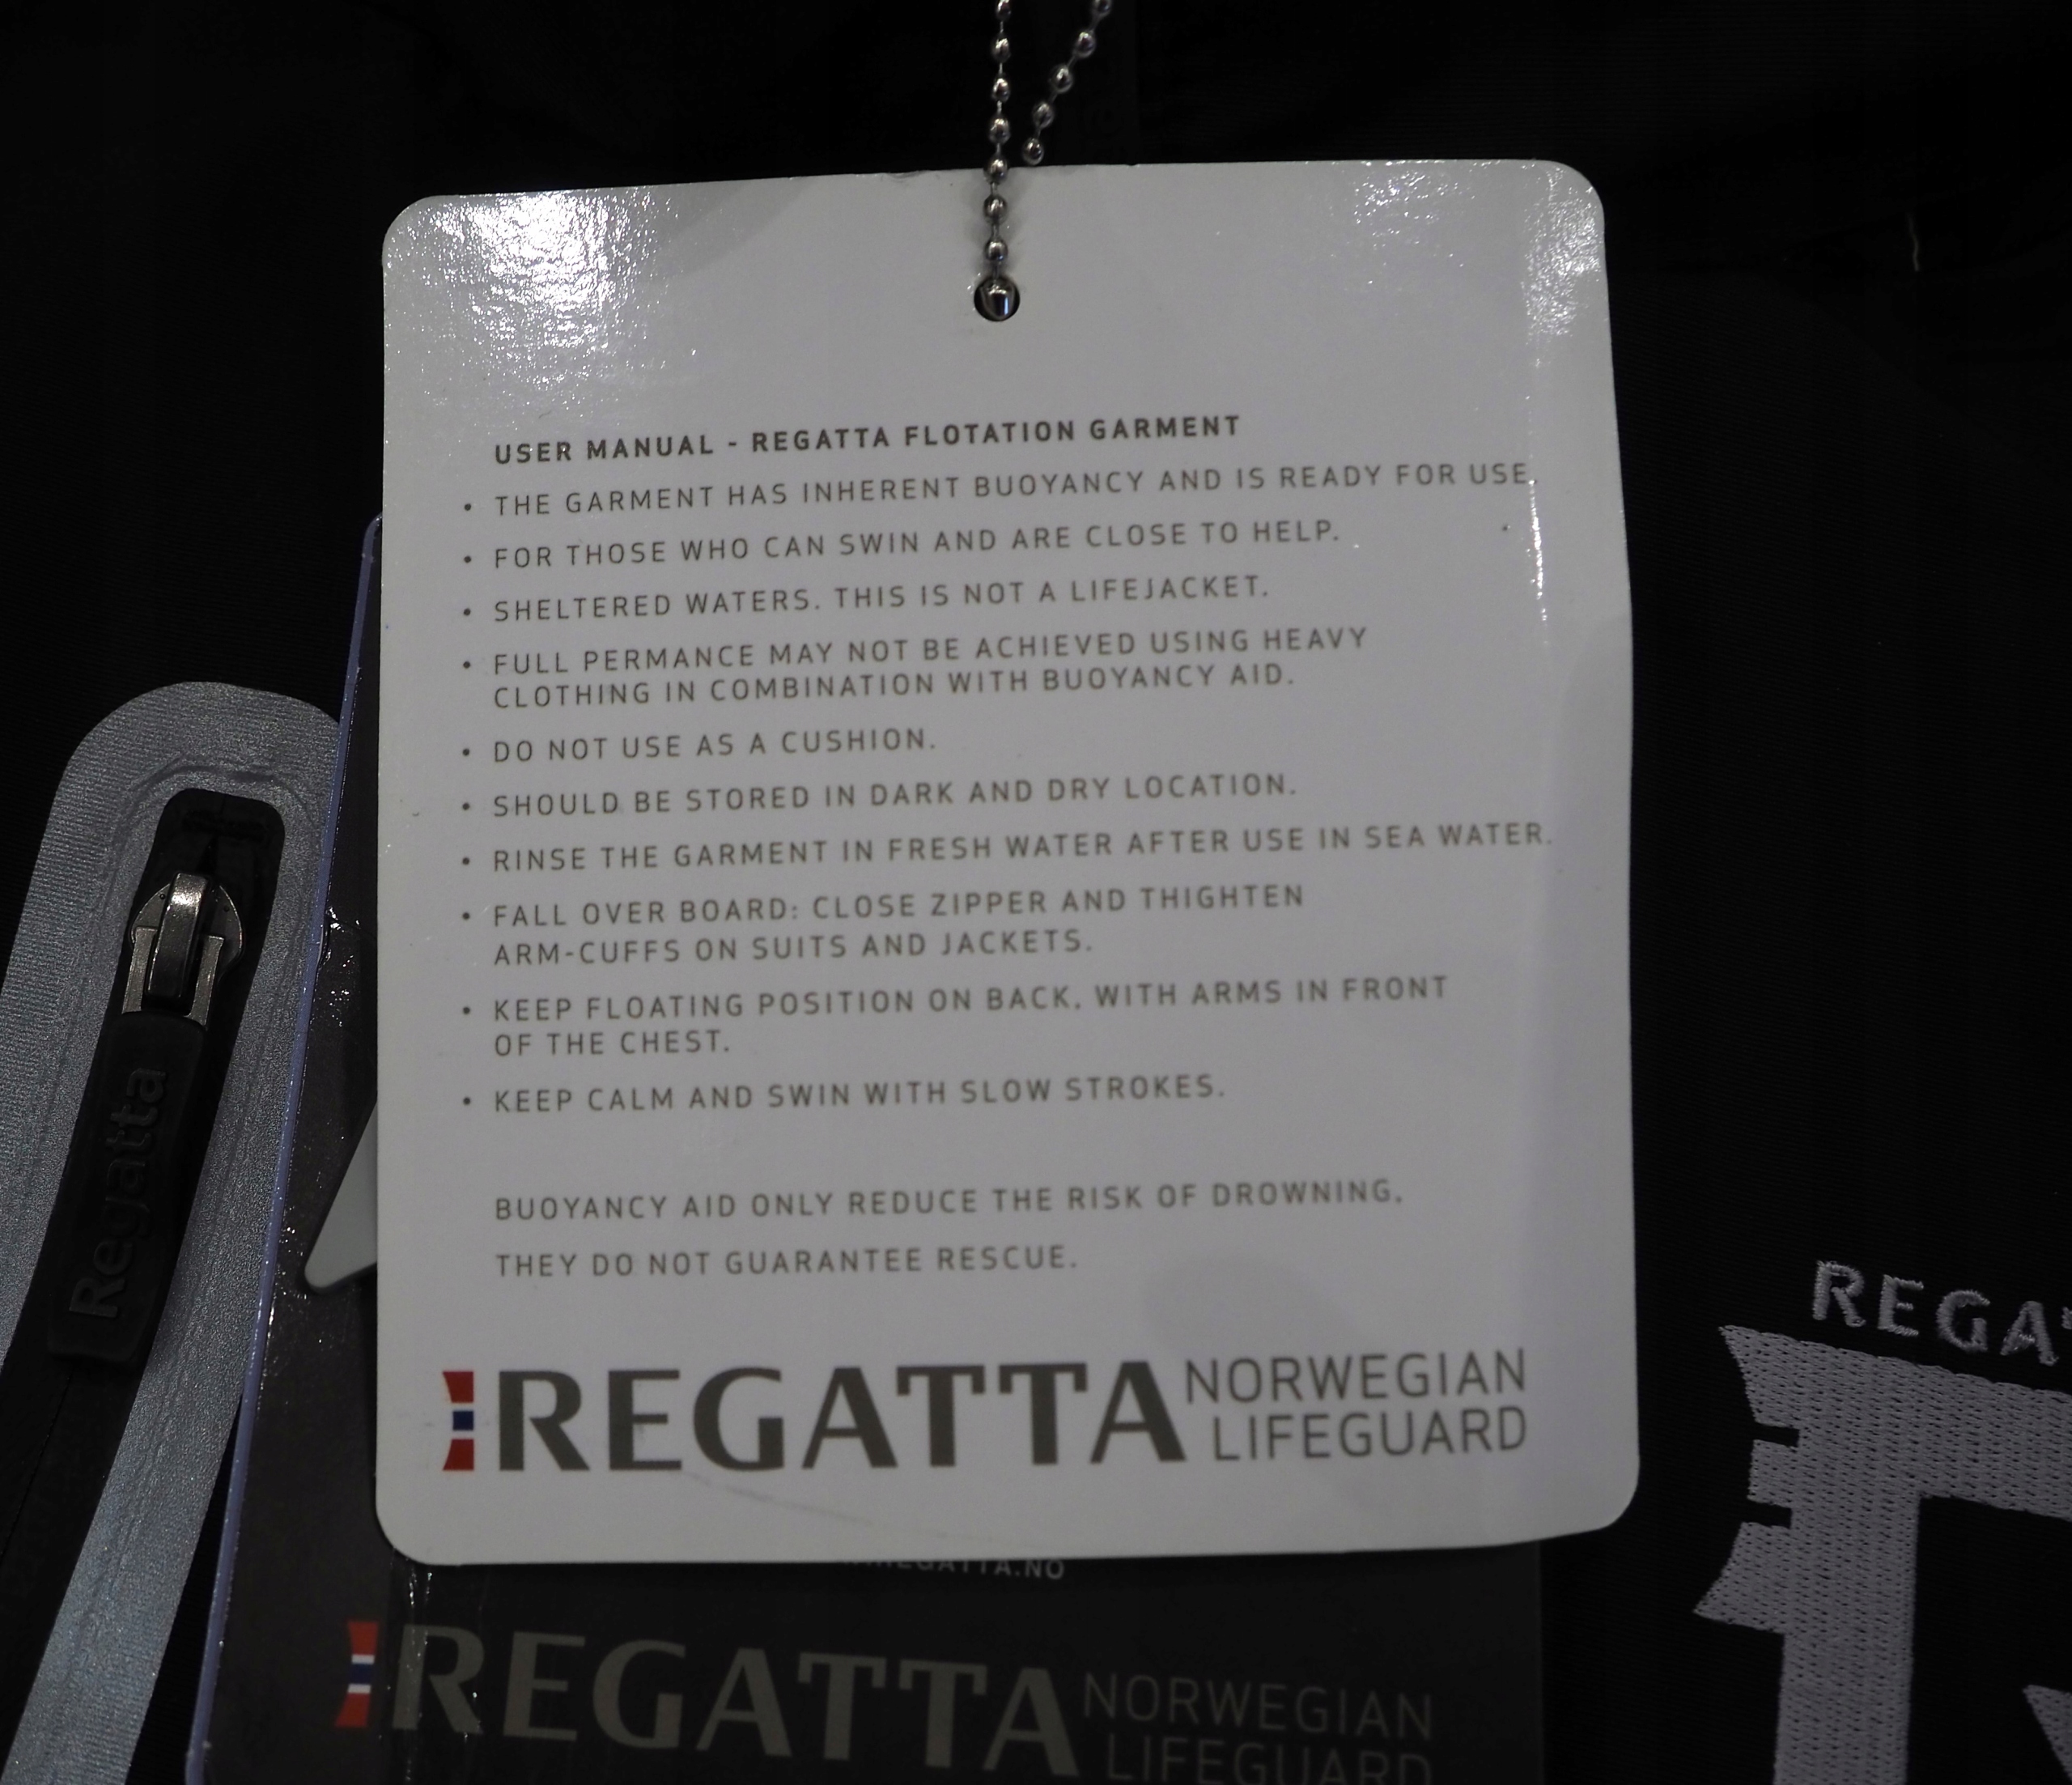 USER MANUAL - REGATTA FLOTATION GARMENT
• THE GARMENT HAS INHERENT BUOYANCY AND IS READY FOR USE.
• FOR THOSE WHO CAN SWIN AND ARE CLOSE TO HELP.
• SHELTERED WATERS. THIS IS NOT A LIFEJACKET.
• FULL PERMANCE MAY NOT BE ACHIEVED USING HEAVY
CLOTHING IN COMBINATION WITH BUOYANCY AID.
• DO NOT USE AS A CUSHION.
• SHOULD BE STORED IN DARK AND DRY LOCATION.
• RINSE THE GARMENT IN FRESH WATER AFTER USE IN SEA WATER.
• FALL OVER BOARD: CLOSE ZIPPER AND THIGHTEN
ARM-CUFFS ON SUITS AND JACKETS.
• KEEP FLOATING POSITION ON BACK, WITH ARMS IN FRONT
OF THE CHEST.
• KEEP CALM AND SWIN WITH SLOW STROKES.
BUOYANCY AID ONLY REDUCE THE RISK OF DROWNING,
THEY DO NOT GUARANTEE RESCUE.
REGATTA NORWEGIAN
LIFEGUARD
REGATTA.NO
REGATTA NORWEGIAN
LIFEGUARD
Regatta
REGAT